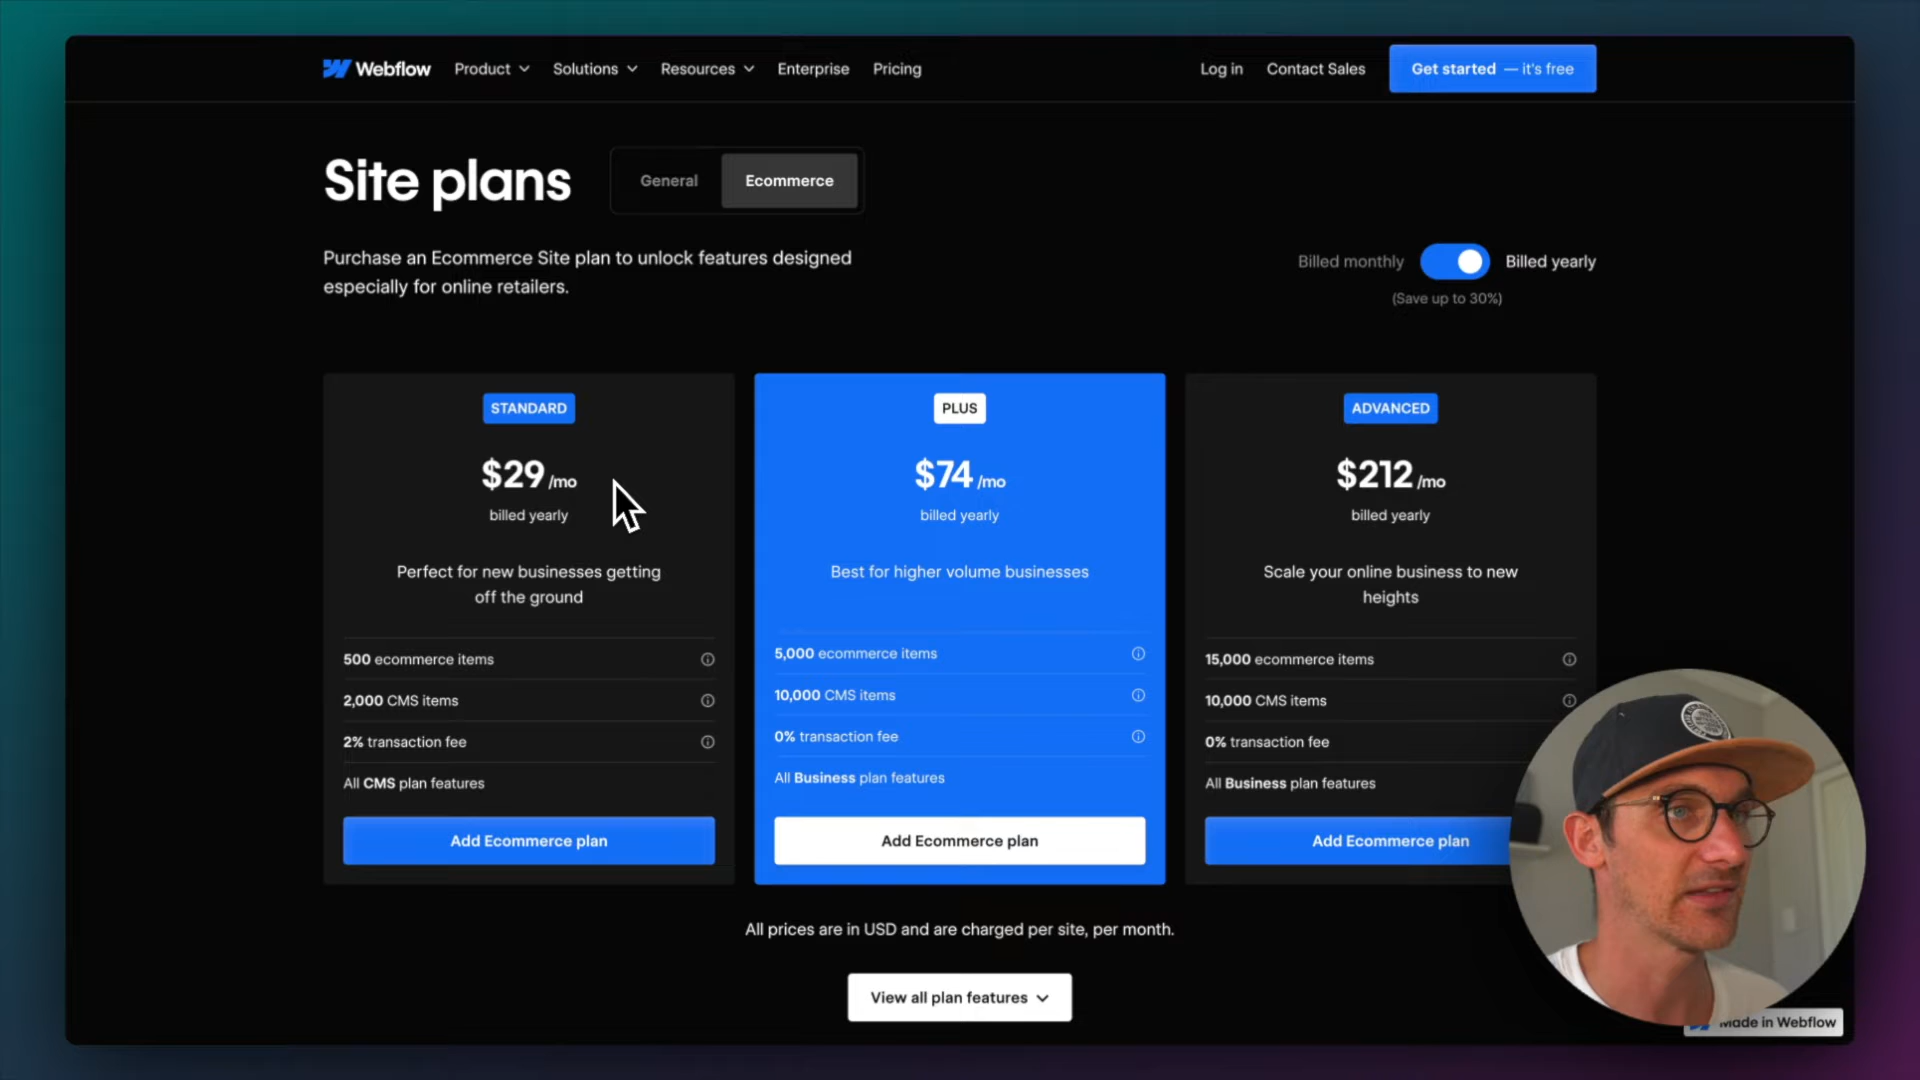 Webflow Product Solutions Resources Enterprise Pricing Log in Contact Sales Get started — it's free
Site plans General Ecommerce
Purchase an Ecommerce Site plan to unlock features designed
especially for online retailers.
Billed monthly Billed yearly
(Save up to 30%)
STANDARD
$29 /mo
billed yearly
Perfect for new businesses getting
off the ground
500 ecommerce items
2,000 CMS items
2% transaction fee
All CMS plan features
Add Ecommerce plan
PLUS
$74 /mo
billed yearly
Best for higher volume businesses
5,000 ecommerce items
10,000 CMS items
0% transaction fee
All Business plan features
Add Ecommerce plan
ADVANCED
$212 /mo
billed yearly
Scale your online business to new
heights
15,000 ecommerce items
10,000 CMS items
0% transaction fee
All Business plan features
Add Ecommerce plan
All prices are in USD and are charged per site, per month.
View all plan features
Made in Webflow